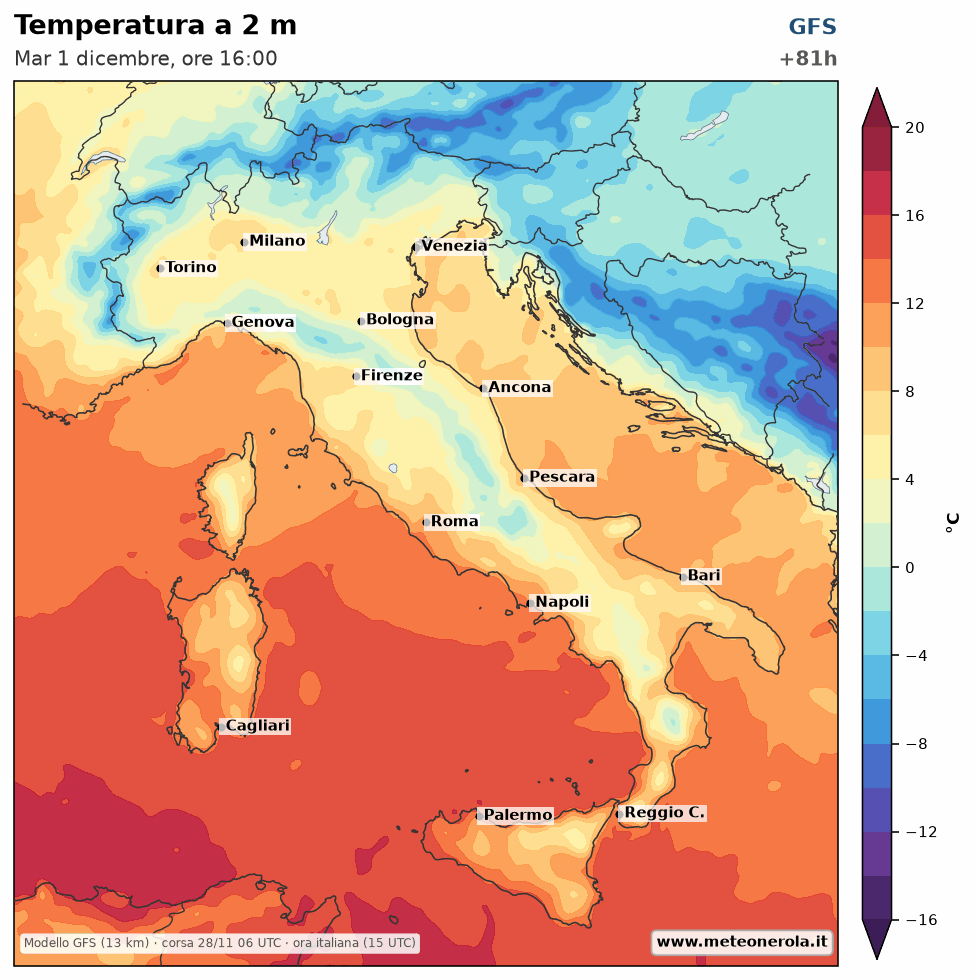 Temperatura a 2 m
GFS
Mar 1 dicembre, ore 16:00
+81h
Milano
Venezia
Torino
Genova
Bologna
Firenze
Ancona
Pescara
Roma
Bari
Napoli
Cagliari
Palermo
Reggio C.
20
16
12
8
4
0
−4
−8
−12
−16
°C
Modello GFS (13 km) · corsa 28/11 06 UTC · ora italiana (15 UTC)
www.meteonerola.it